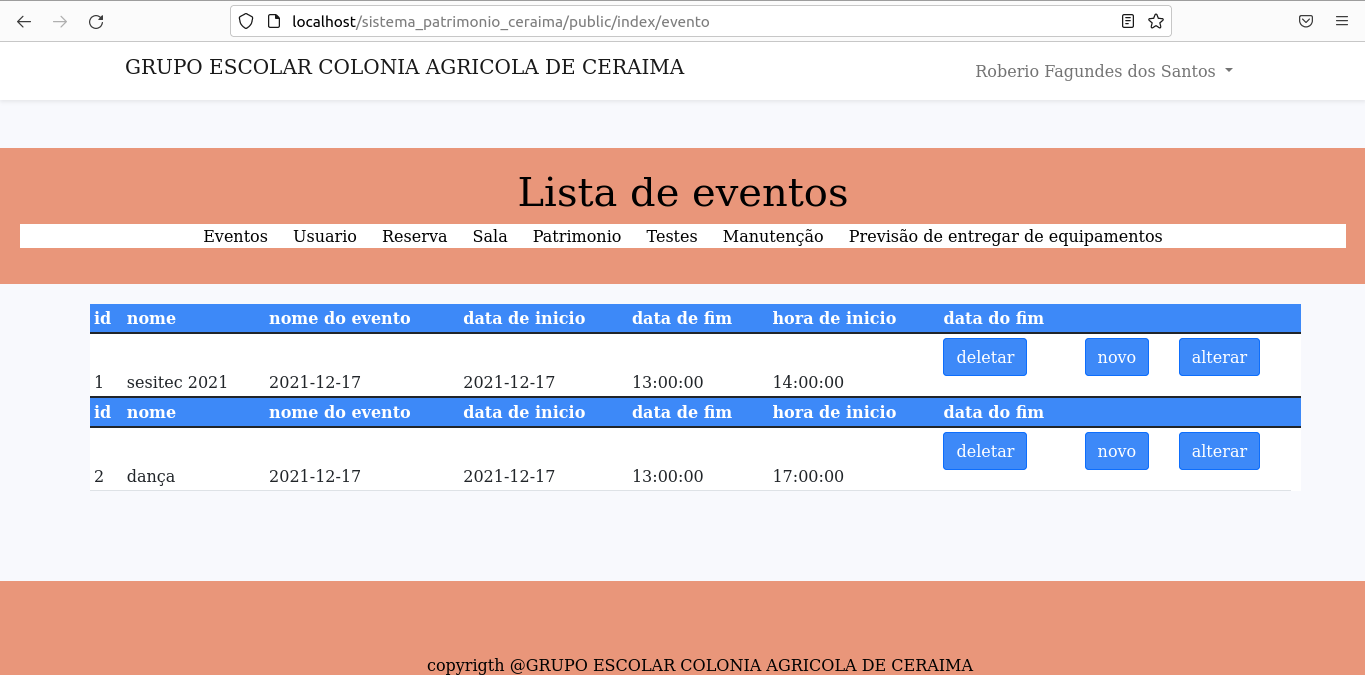 localhost/sistema_patrimonio_ceraima/public/index/evento
GRUPO ESCOLAR COLONIA AGRICOLA DE CERAIMA Roberio Fagundes dos Santos
Lista de eventos
Eventos Usuario Reserva Sala Patrimonio Testes Manutenção Previsão de entregar de equipamentos
id nome nome do evento data de inicio data de fim hora de inicio data do fim
deletar novo alterar
1 sesitec 2021 2021-12-17 2021-12-17 13:00:00 14:00:00
id nome nome do evento data de inicio data de fim hora de inicio data do fim
deletar novo alterar
2 dança 2021-12-17 2021-12-17 13:00:00 17:00:00
copyrigth @GRUPO ESCOLAR COLONIA AGRICOLA DE CERAIMA